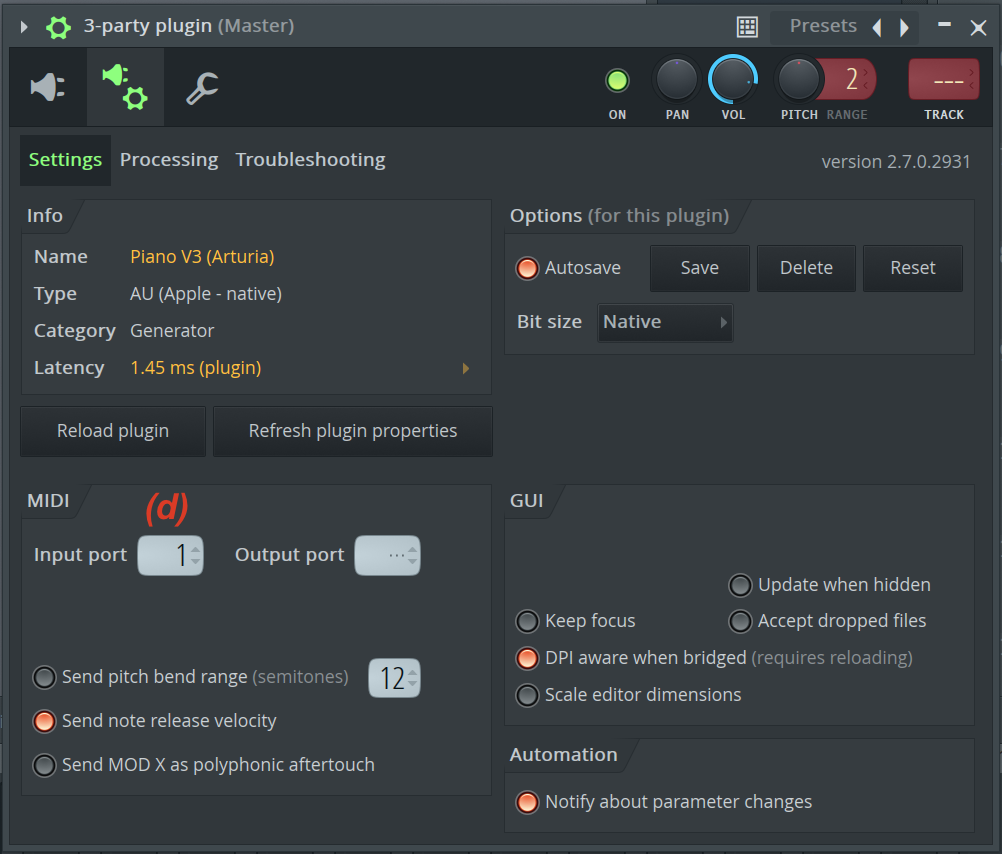 3-party plugin (Master)
Presets
2
---
ON
PAN
VOL
PITCH
RANGE
TRACK
Settings
Processing
Troubleshooting
version 2.7.0.2931
Info
Name
Piano V3 (Arturia)
Type
AU (Apple - native)
Category
Generator
Latency
1.45 ms (plugin)
Reload plugin
Refresh plugin properties
Options (for this plugin)
Autosave
Save
Delete
Reset
Bit size
Native
MIDI
(d)
Input port
1
Output port
...
Send pitch bend range (semitones)
12
Send note release velocity
Send MOD X as polyphonic aftertouch
GUI
Update when hidden
Keep focus
Accept dropped files
DPI aware when bridged (requires reloading)
Scale editor dimensions
Automation
Notify about parameter changes